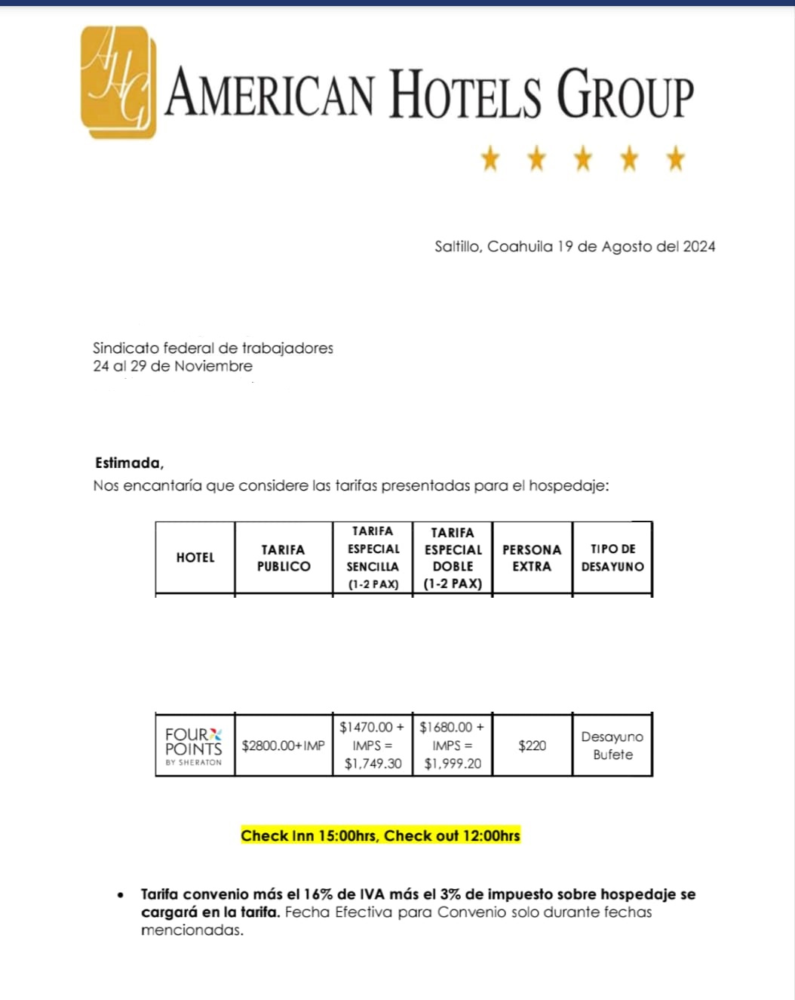 AHG
AMERICAN HOTELS GROUP
Saltillo, Coahuila 19 de Agosto del 2024
Sindicato federal de trabajadores
24 al 29 de Noviembre
Estimada,
Nos encantaría que considere las tarifas presentadas para el hospedaje:
HOTEL
TARIFA
PUBLICO
TARIFA
ESPECIAL
SENCILLA
(1-2 PAX)
TARIFA
ESPECIAL
DOBLE
(1-2 PAX)
PERSONA
EXTRA
TIPO DE
DESAYUNO
FOUR
POINTS
BY SHERATON
$2800.00+IMP
$1470.00 +
IMPS =
$1,749.30
$1680.00 +
IMPS =
$1,999.20
$220
Desayuno
Bufete
Check Inn 15:00hrs, Check out 12:00hrs
• Tarifa convenio más el 16% de IVA más el 3% de impuesto sobre hospedaje se
cargará en la tarifa. Fecha Efectiva para Convenio solo durante fechas
mencionadas.